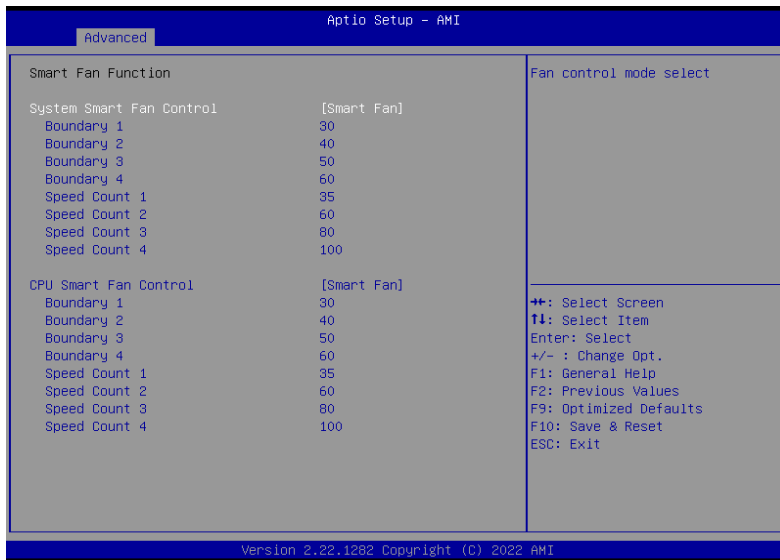 Aptio Setup – AMI
Advanced
Smart Fan Function
Fan control mode select
System Smart Fan Control [Smart Fan]
Boundary 1 30
Boundary 2 40
Boundary 3 50
Boundary 4 60
Speed Count 1 35
Speed Count 2 60
Speed Count 3 80
Speed Count 4 100
CPU Smart Fan Control [Smart Fan]
Boundary 1 30
Boundary 2 40
Boundary 3 50
Boundary 4 60
Speed Count 1 35
Speed Count 2 60
Speed Count 3 80
Speed Count 4 100
→←: Select Screen
↑↓: Select Item
Enter: Select
+/- : Change Opt.
F1: General Help
F2: Previous Values
F9: Optimized Defaults
F10: Save & Reset
ESC: Exit
Version 2.22.1282 Copyright (C) 2022 AMI